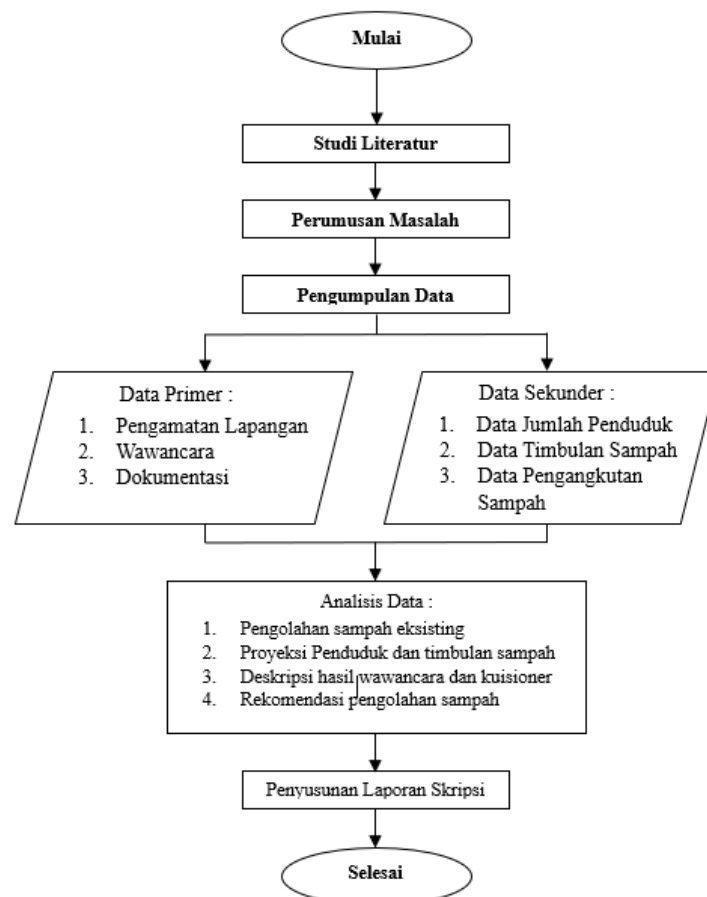 Mulai
Studi Literatur
Perumusan Masalah
Pengumpulan Data
Data Primer :
1. Pengamatan Lapangan
2. Wawancara
3. Dokumentasi
Data Sekunder :
1. Data Jumlah Penduduk
2. Data Timbulan Sampah
3. Data Pengangkutan
Sampah
Analisis Data :
1. Pengolahan sampah eksisting
2. Proyeksi Penduduk dan timbulan sampah
3. Deskripsi hasil wawancara dan kuisioner
4. Rekomendasi pengolahan sampah
Penyusunan Laporan Skripsi
Selesai